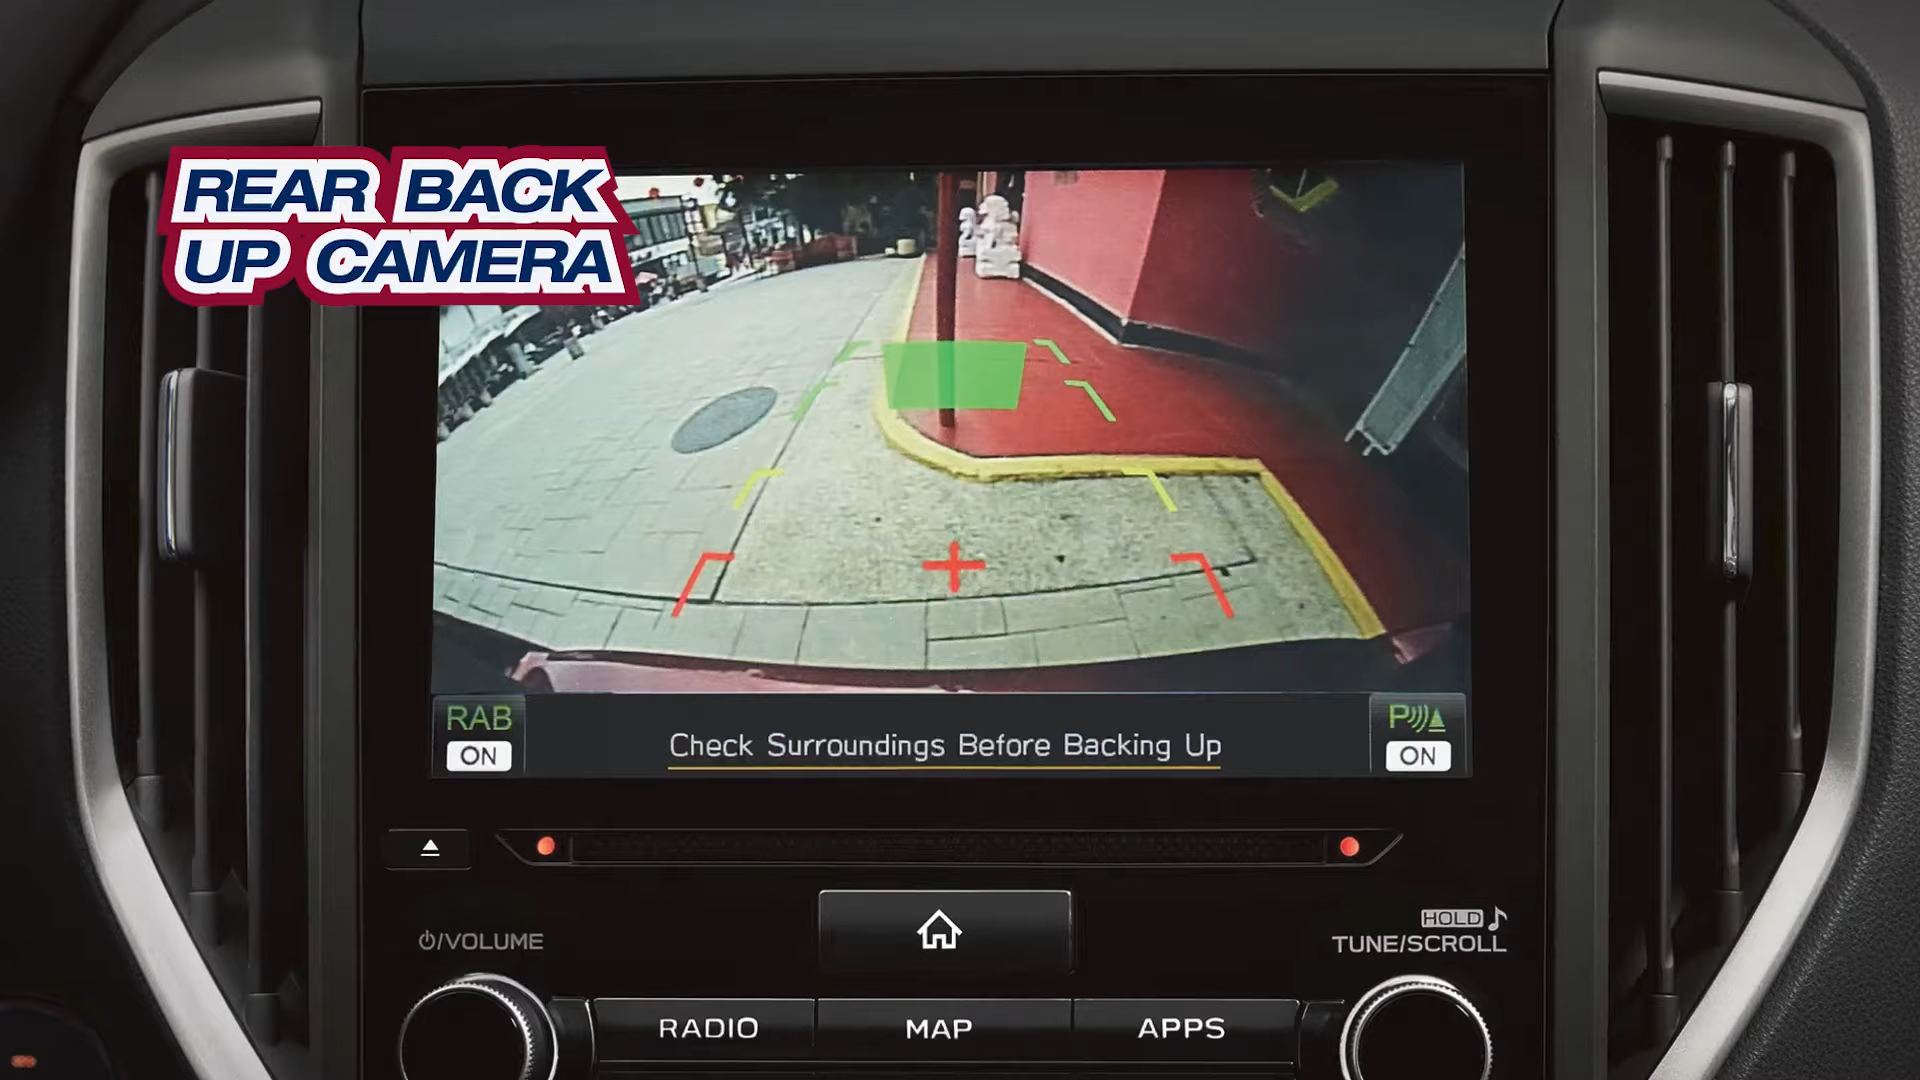 REAR BACK
UP CAMERA
RAB
ON
Check Surroundings Before Backing Up
P
ON
/VOLUME
HOLD
TUNE/SCROLL
RADIO
MAP
APPS